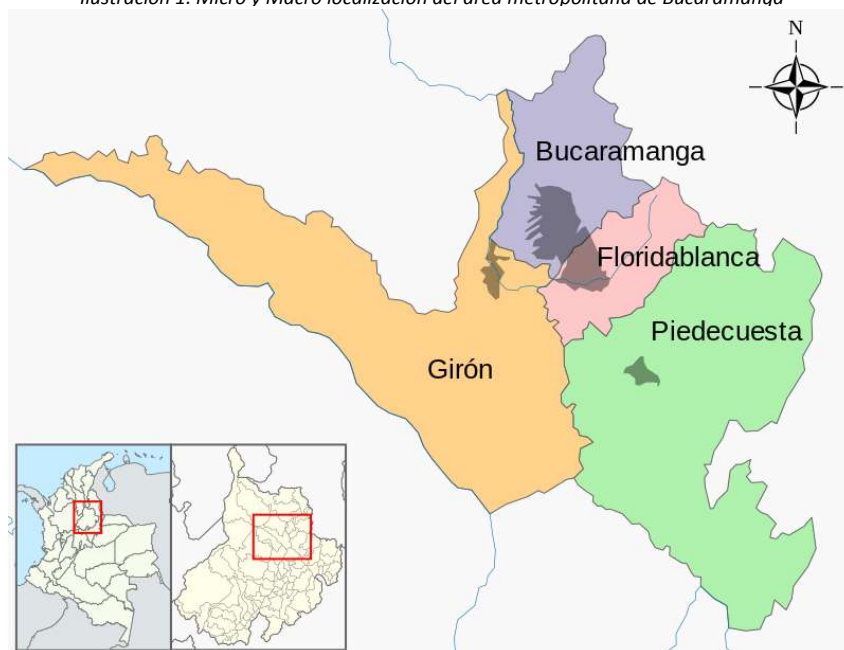 Ilustración 1. Micro y Macro localización del área metropolitana de Bucaramanga
N
Bucaramanga
Floridablanca
Piedecuesta
Girón